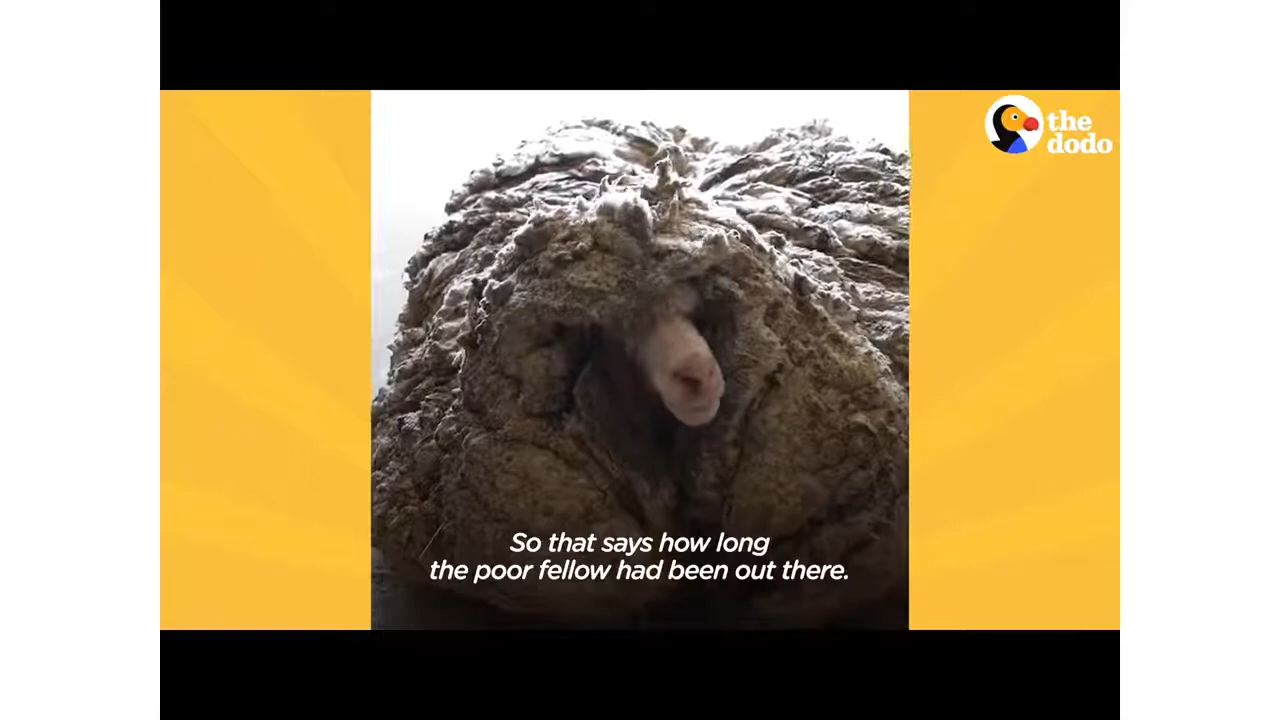 the
dodo
So that says how long
the poor fellow had been out there.